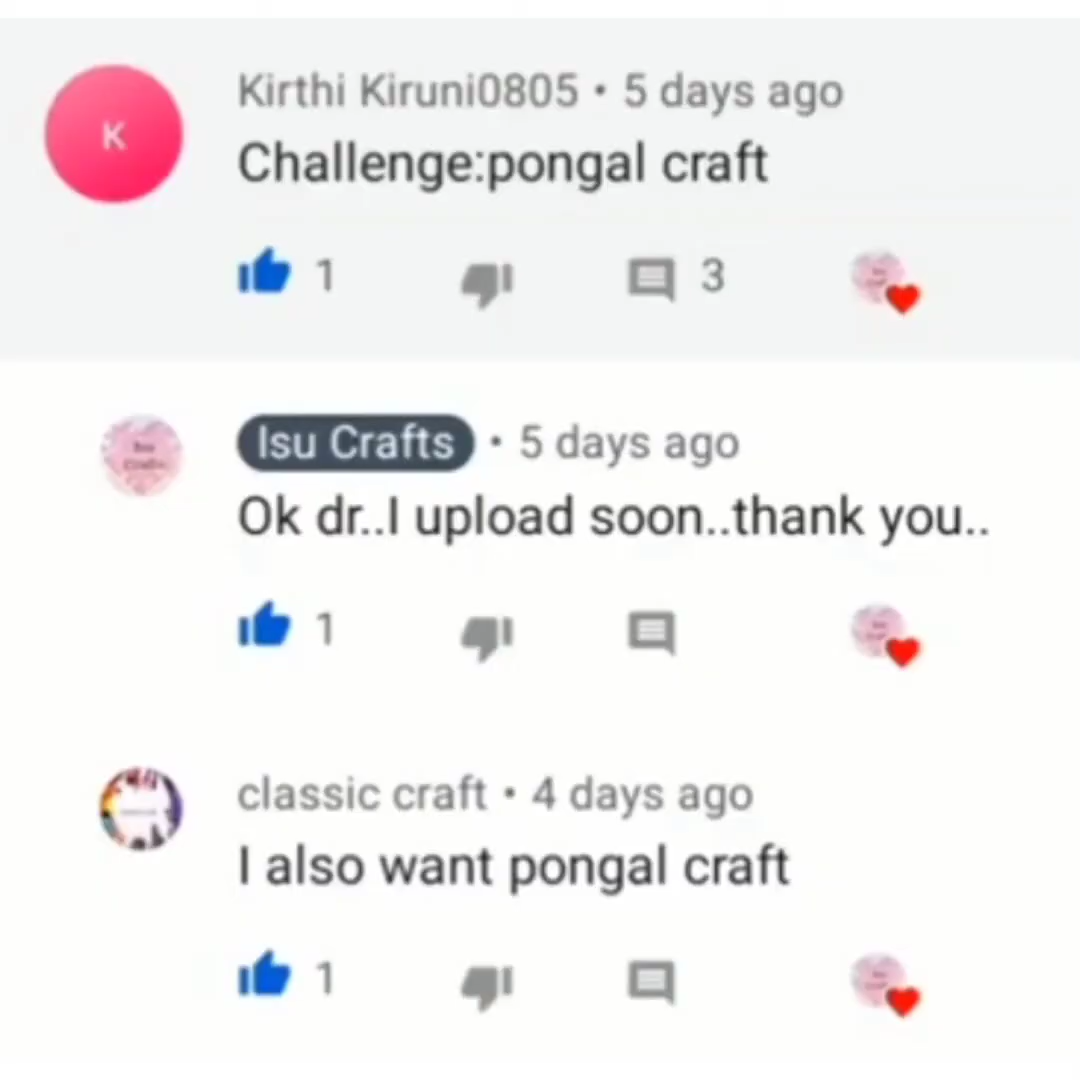 K
Kirthi Kiruni0805 • 5 days ago
Challenge:pongal craft
1
3
Isu Crafts • 5 days ago
Ok dr..I upload soon..thank you..
1
classic craft • 4 days ago
I also want pongal craft
1